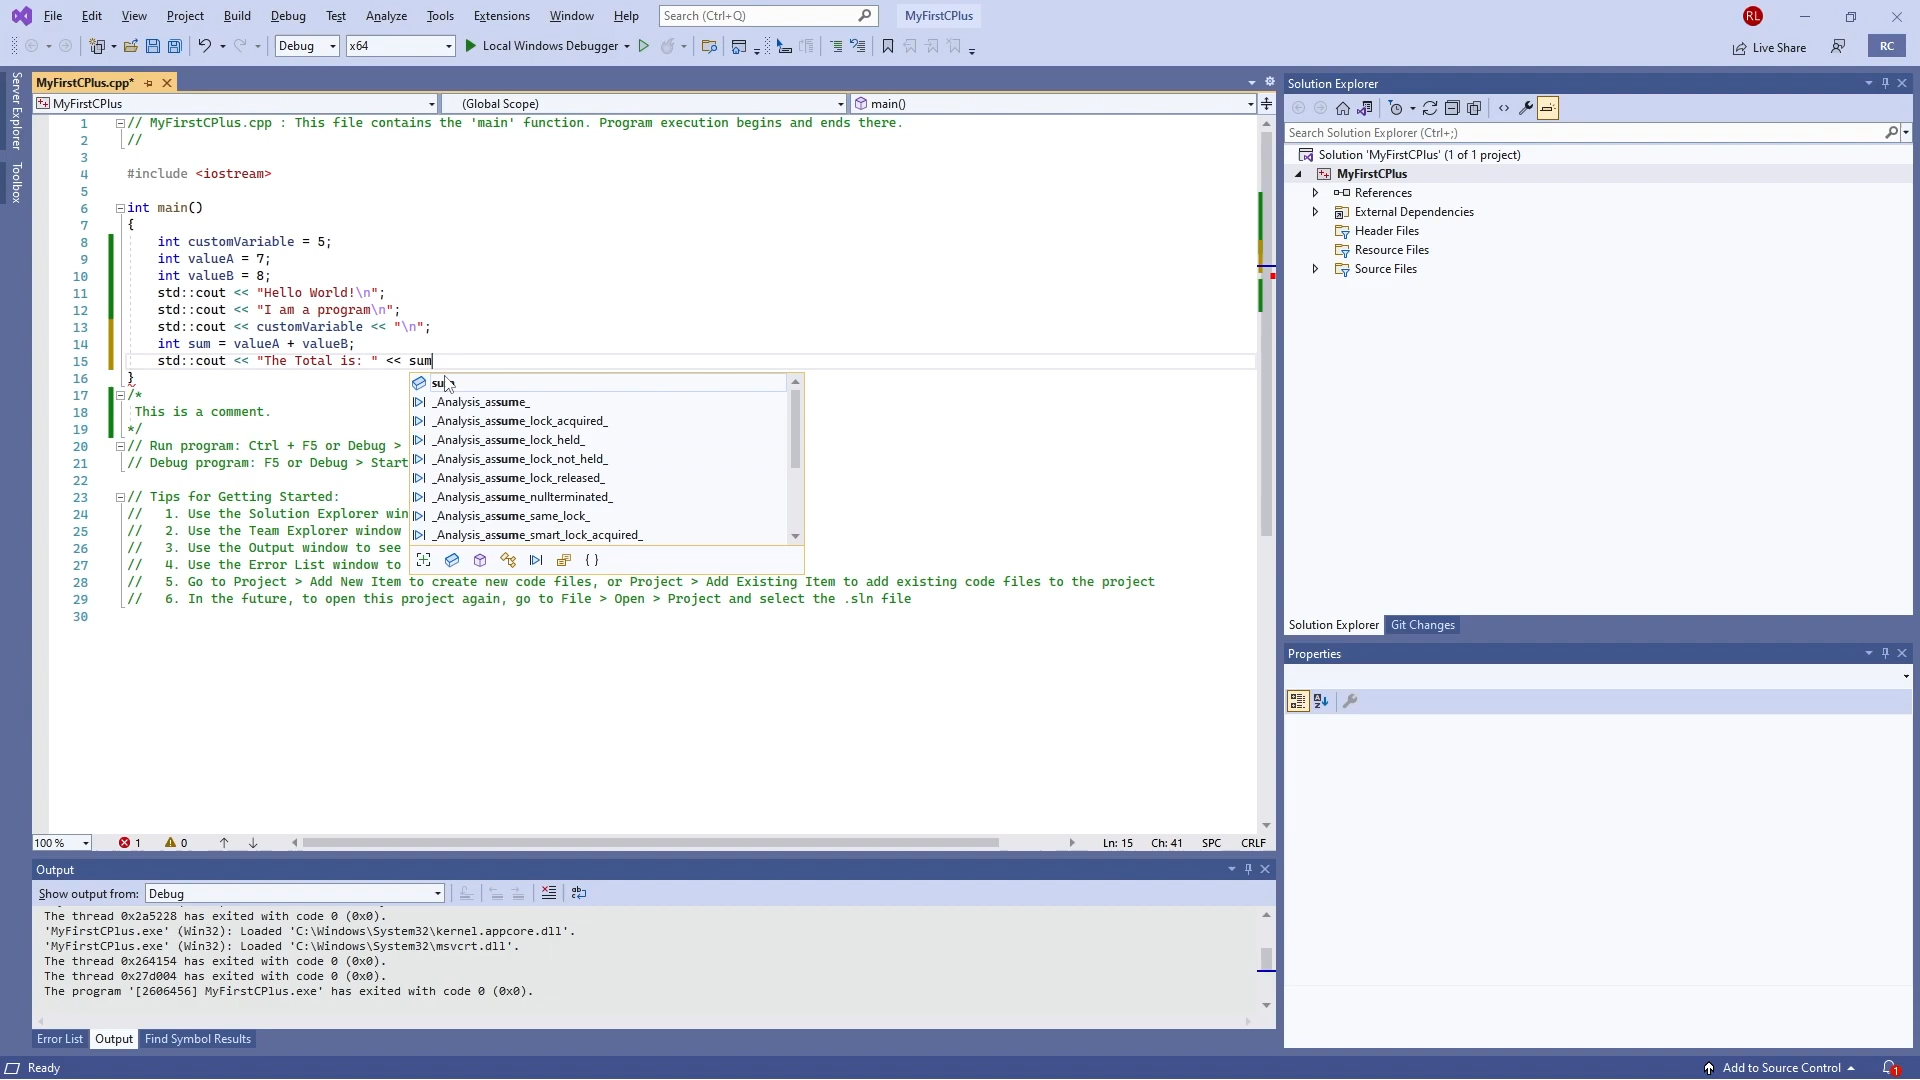 File Edit View Project Build Debug Test Analyze Tools Extensions Window Help Search (Ctrl+Q) MyFirstCPlus RL
Debug x64 Local Windows Debugger Live Share RC
Server Explorer
Toolbox
MyFirstCPlus.cpp*
MyFirstCPlus (Global Scope) main()
1 // MyFirstCPlus.cpp : This file contains the 'main' function. Program execution begins and ends there.
2 //
3
4 #include <iostream>
5
6 int main()
7 {
8 int customVariable = 5;
9 int valueA = 7;
10 int valueB = 8;
11 std::cout << "Hello World!\n";
12 std::cout << "I am a program\n";
13 std::cout << customVariable << "\n";
14 int sum = valueA + valueB;
15 std::cout << "The Total is: " << sum
16 }
17 /*
18 This is a comment.
19 */
20 // Run program: Ctrl + F5 or Debug >
21 // Debug program: F5 or Debug > Start
22
23 // Tips for Getting Started:
24 // 1. Use the Solution Explorer win
25 // 2. Use the Team Explorer window
26 // 3. Use the Output window to see
27 // 4. Use the Error List window to
28 // 5. Go to Project > Add New Item to create new code files, or Project > Add Existing Item to add existing code files to the project
29 // 6. In the future, to open this project again, go to File > Open > Project and select the .sln file
30
sum
_Analysis_assume_
_Analysis_assume_lock_acquired_
_Analysis_assume_lock_held_
_Analysis_assume_lock_not_held_
_Analysis_assume_lock_released_
_Analysis_assume_nullterminated_
_Analysis_assume_same_lock_
_Analysis_assume_smart_lock_acquired_
{ }
100 % 1 0 Ln: 15 Ch: 41 SPC CRLF
Output
Show output from: Debug
The thread 0x2a5228 has exited with code 0 (0x0).
'MyFirstCPlus.exe' (Win32): Loaded 'C:\Windows\System32\kernel.appcore.dll'.
'MyFirstCPlus.exe' (Win32): Loaded 'C:\Windows\System32\msvcrt.dll'.
The thread 0x264154 has exited with code 0 (0x0).
The thread 0x27d004 has exited with code 0 (0x0).
The program '[2606456] MyFirstCPlus.exe' has exited with code 0 (0x0).
Error List Output Find Symbol Results
Solution Explorer
Search Solution Explorer (Ctrl+;)
Solution 'MyFirstCPlus' (1 of 1 project)
MyFirstCPlus
References
External Dependencies
Header Files
Resource Files
Source Files
Solution Explorer Git Changes
Properties
Ready Add to Source Control 1